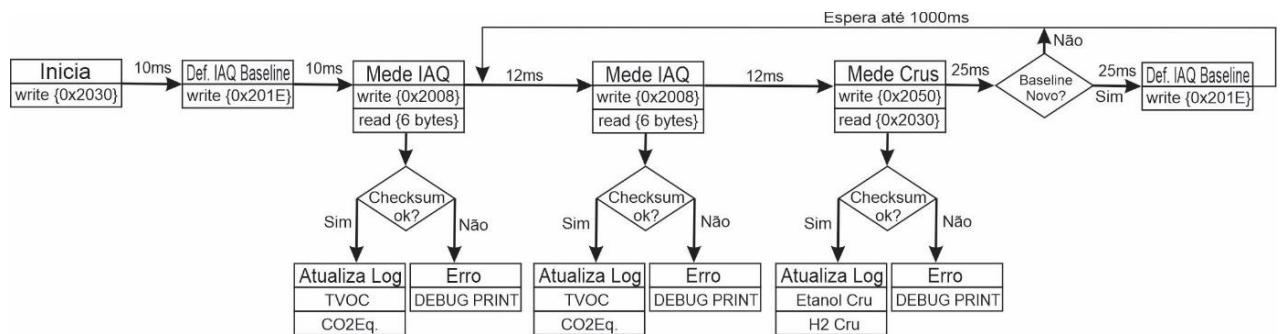 Espera até 1000ms
Não
Inicia
write {0x2030}
10ms
Def. IAQ Baseline
write {0x201E}
10ms
Mede IAQ
write {0x2008}
read {6 bytes}
12ms
Mede IAQ
write {0x2008}
read {6 bytes}
12ms
Mede Crus
write {0x2050}
read {0x2030}
25ms
Baseline
Novo?
25ms
Sim
Def. IAQ Baseline
write {0x201E}
Checksum
ok?
Sim
Não
Atualiza Log
TVOC
CO2Eq.
Erro
DEBUG PRINT
Checksum
ok?
Sim
Não
Atualiza Log
TVOC
CO2Eq.
Erro
DEBUG PRINT
Checksum
ok?
Sim
Não
Atualiza Log
Etanol Cru
H2 Cru
Erro
DEBUG PRINT